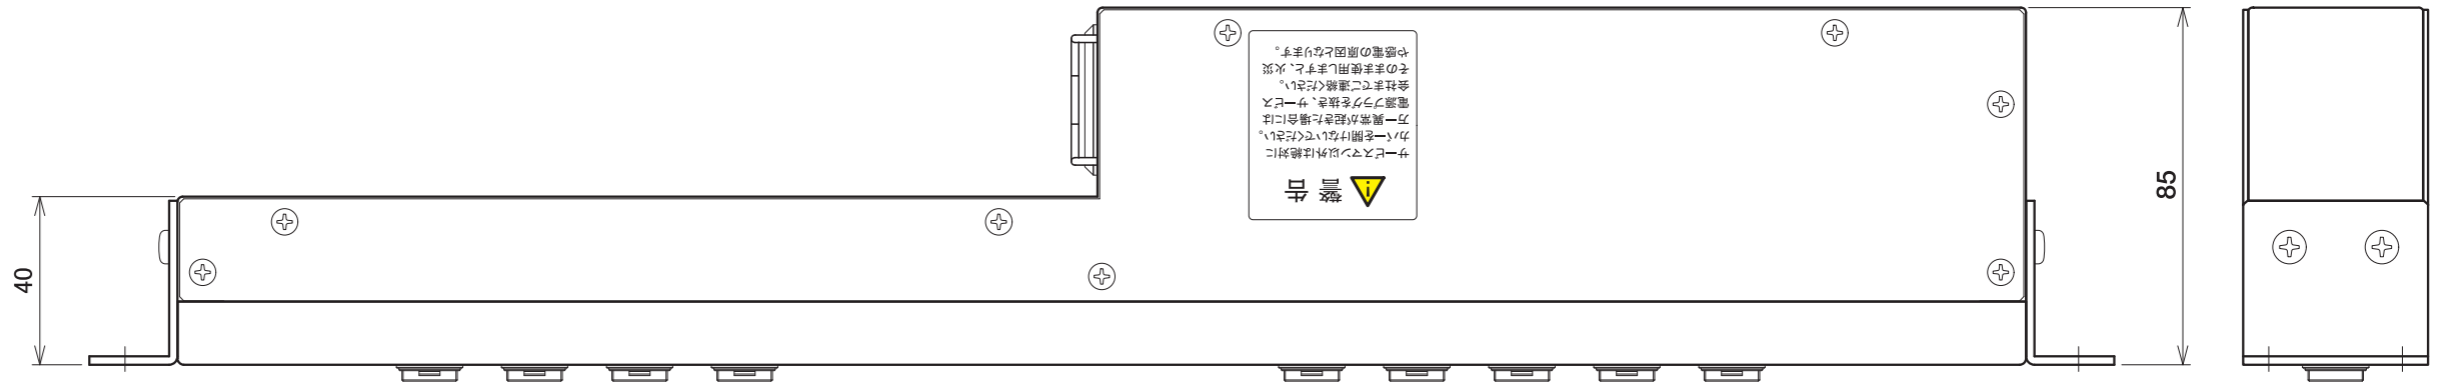 警告
サービスマン以外は絶対に
カバーを開けないでください。
万一異常が起きた場合には
電源プラグを抜き、サービス
会社までご連絡ください。
そのまま使用しますと、火災
や感電の原因となります。
40
85